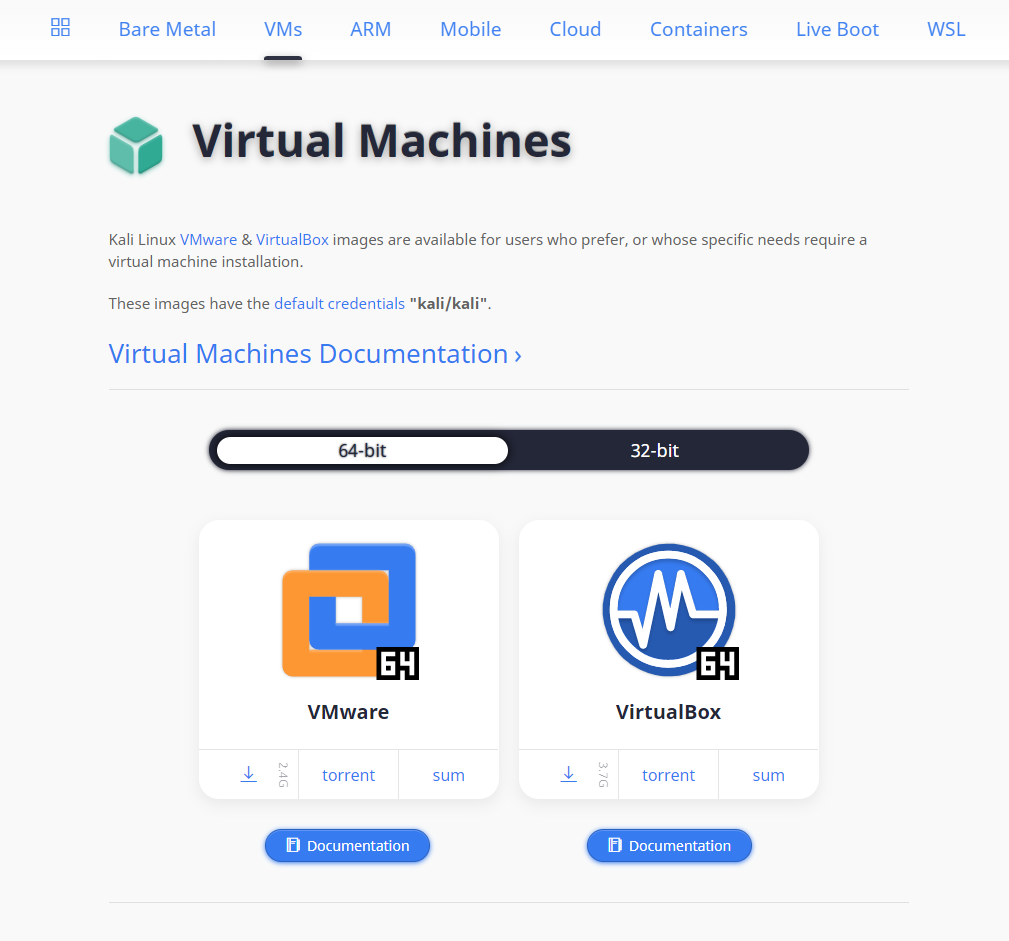 Bare Metal VMs ARM Mobile Cloud Containers Live Boot WSL
Virtual Machines
Kali Linux VMware & VirtualBox images are available for users who prefer, or whose specific needs require a
virtual machine installation.
These images have the default credentials "kali/kali".
Virtual Machines Documentation ›
64-bit 32-bit
64 64
VMware VirtualBox
2.4G torrent sum 3.7G torrent sum
Documentation Documentation